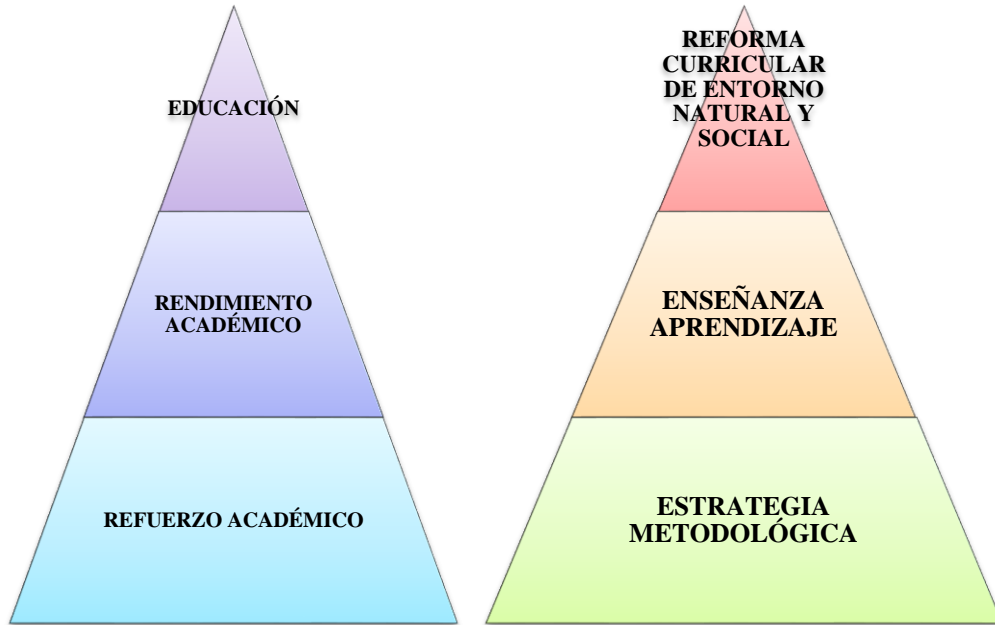 EDUCACIÓN
RENDIMIENTO
ACADÉMICO
REFUERZO ACADÉMICO
REFORMA
CURRICULAR
DE ENTORNO
NATURAL Y
SOCIAL
ENSEÑANZA
APRENDIZAJE
ESTRATEGIA
METODOLÓGICA